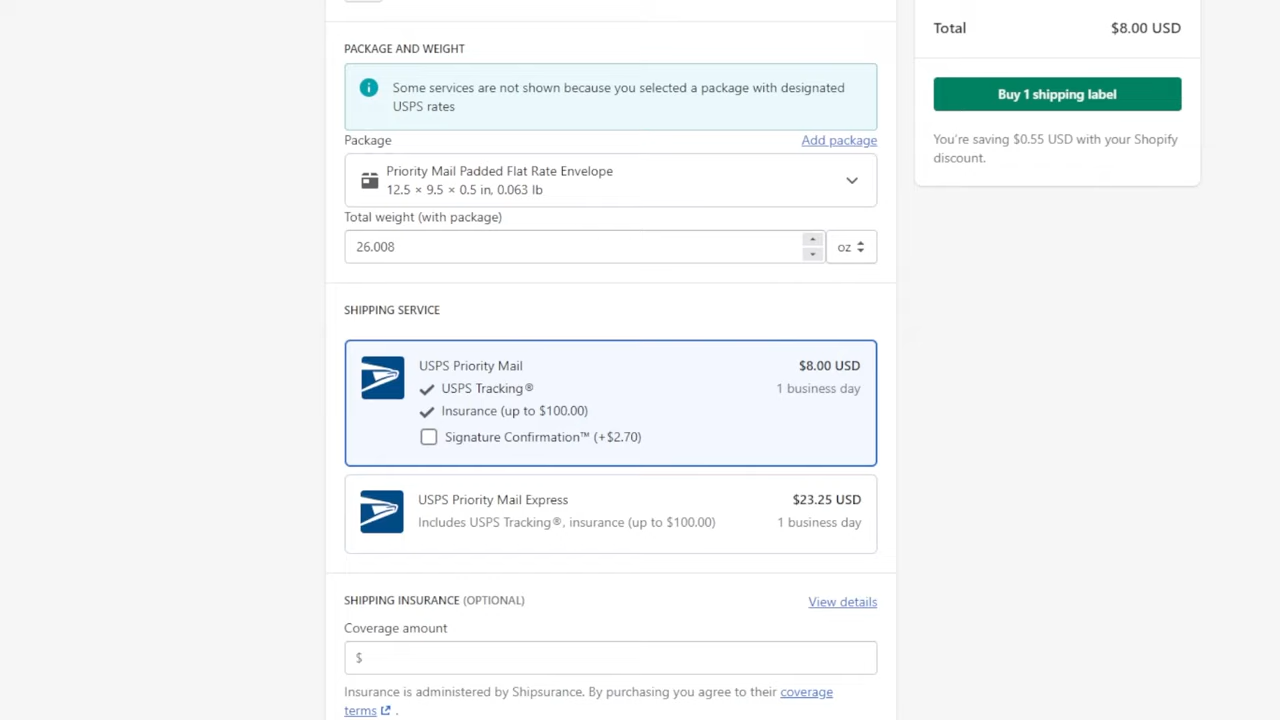 Total $8.00 USD
Buy 1 shipping label
You're saving $0.55 USD with your Shopify
discount.
PACKAGE AND WEIGHT
Some services are not shown because you selected a package with designated
USPS rates
Package Add package
Priority Mail Padded Flat Rate Envelope
12.5 × 9.5 × 0.5 in, 0.063 lb
Total weight (with package)
26.008 oz
SHIPPING SERVICE
USPS Priority Mail $8.00 USD
USPS Tracking® 1 business day
Insurance (up to $100.00)
Signature Confirmation™ (+$2.70)
USPS Priority Mail Express $23.25 USD
Includes USPS Tracking®, insurance (up to $100.00) 1 business day
SHIPPING INSURANCE (OPTIONAL) View details
Coverage amount
$
Insurance is administered by Shipsurance. By purchasing you agree to their coverage
terms .